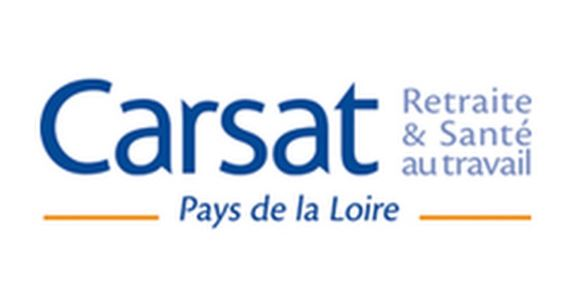 Carsat
Retraite
& Santé
au travail
Pays de la Loire